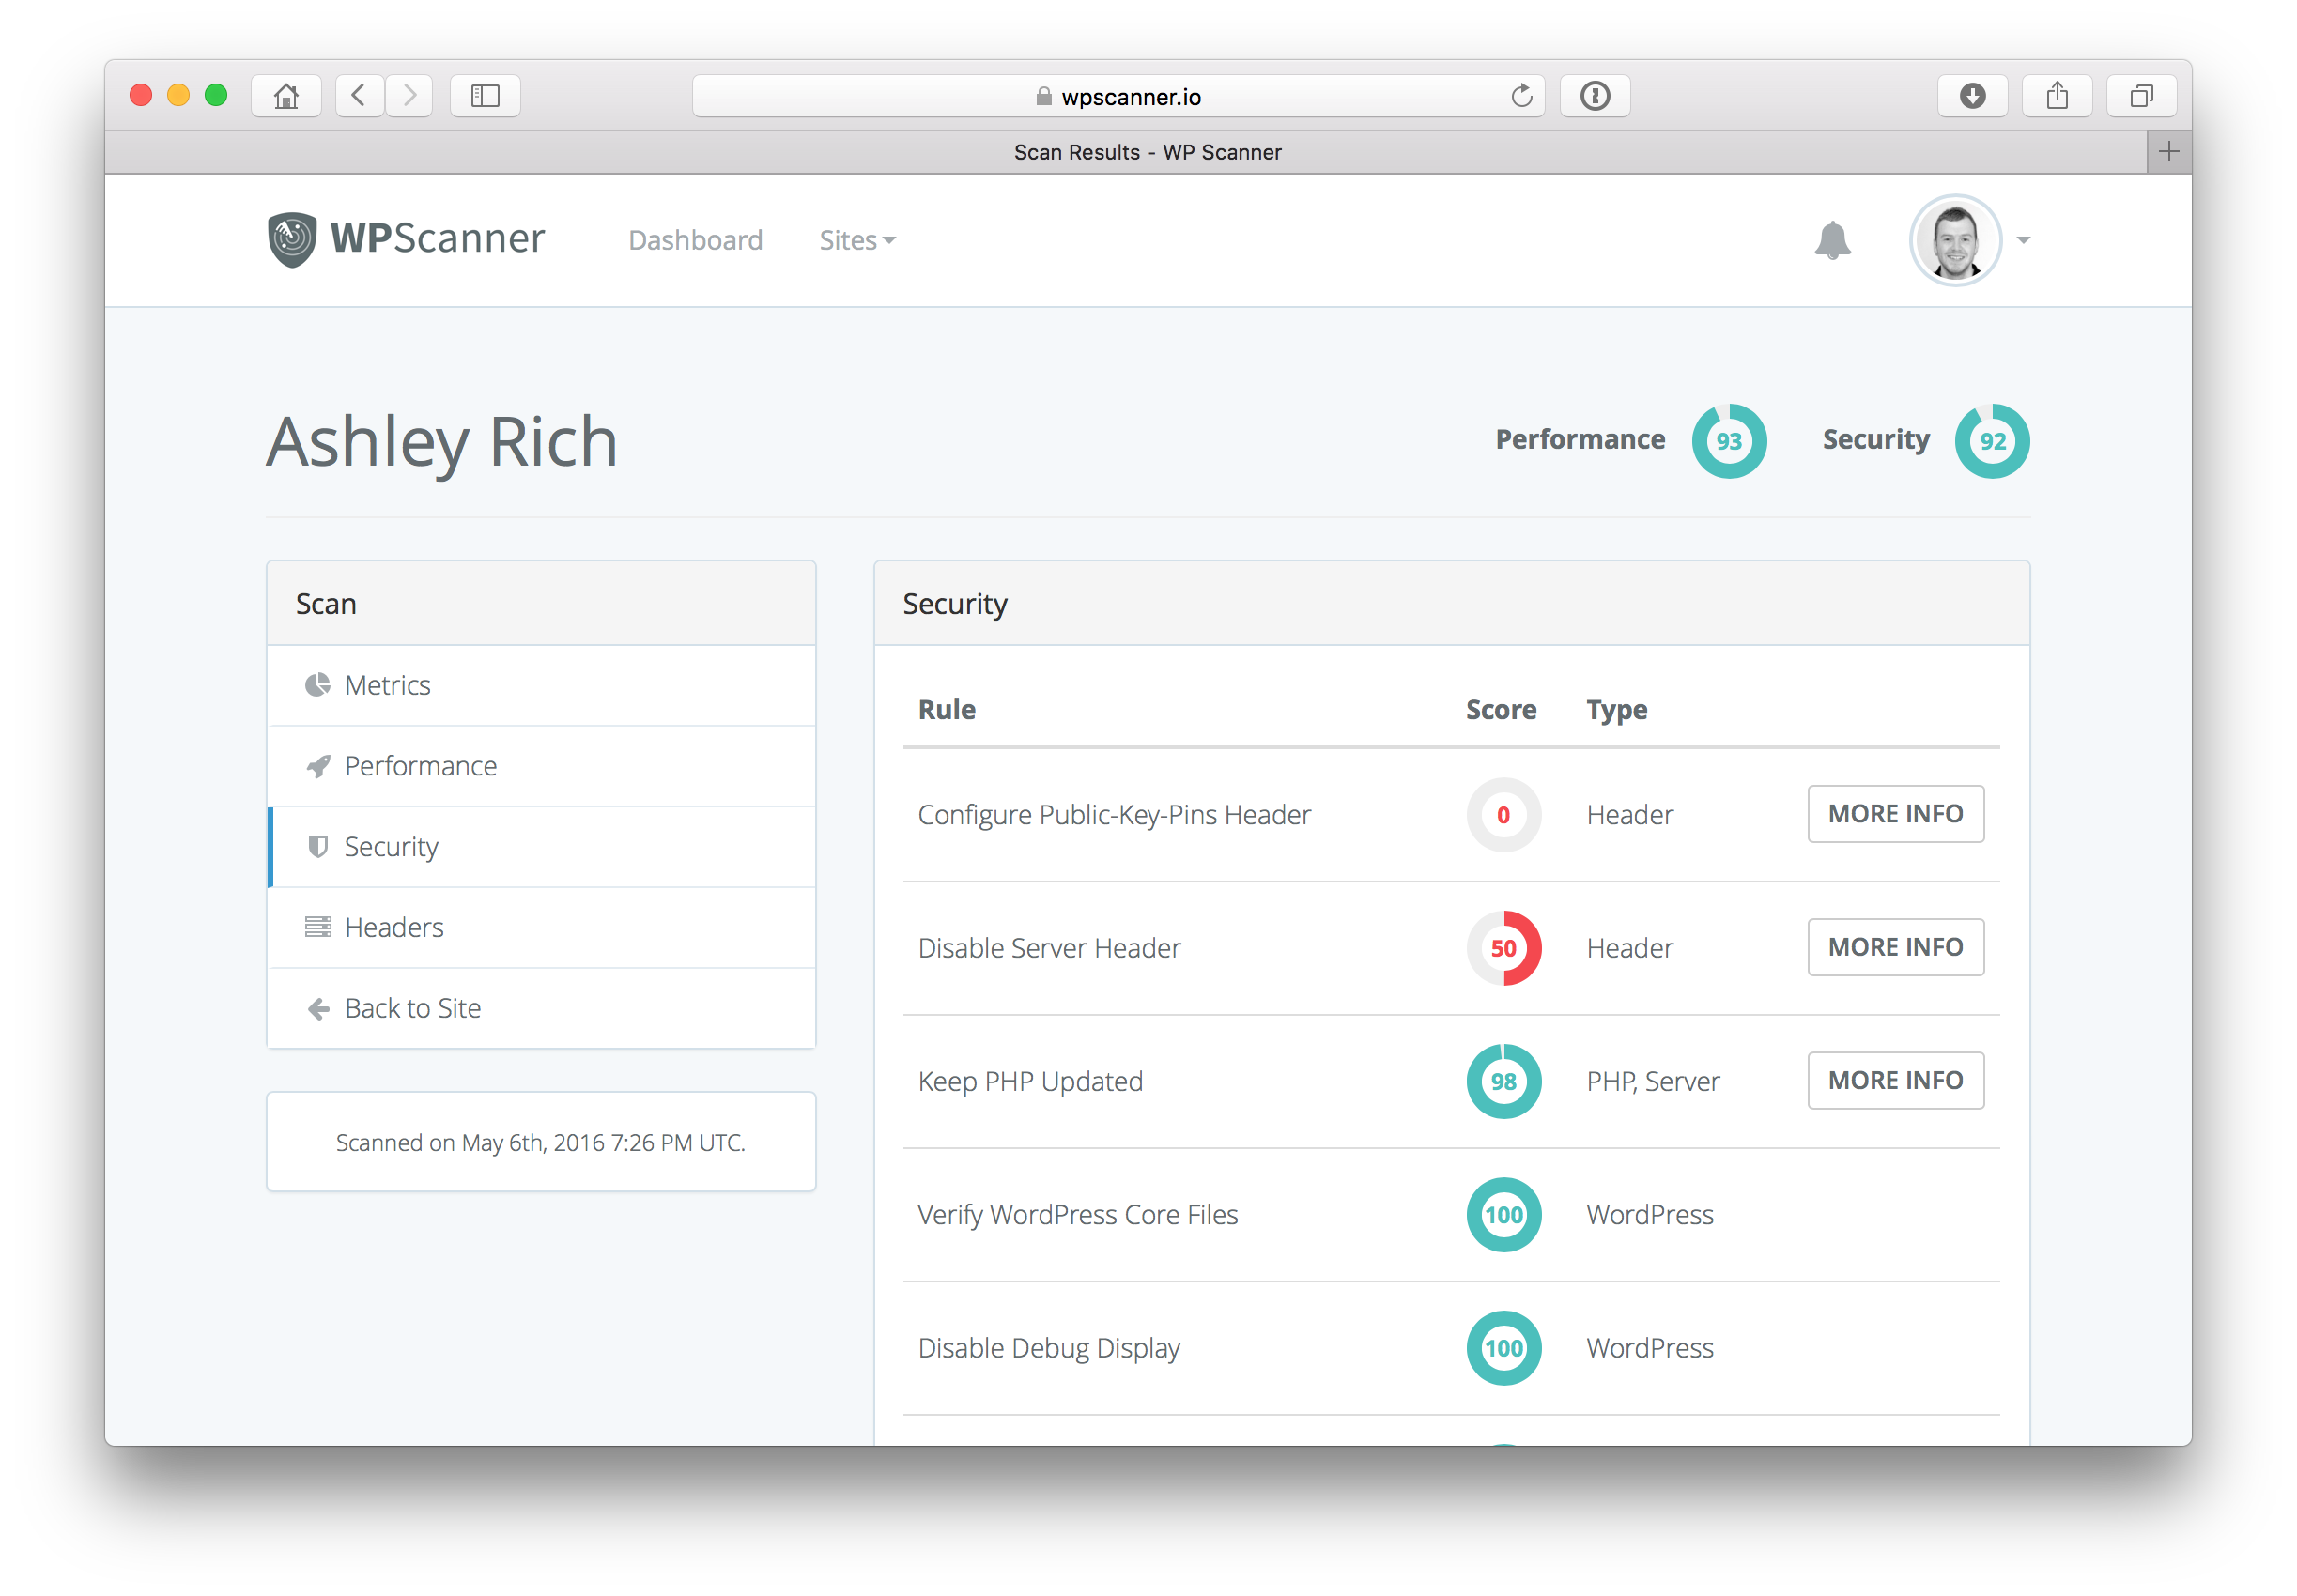 wpscanner.io
Scan Results - WP Scanner
WPScanner Dashboard Sites
Ashley Rich Performance 93 Security 92
Scan
Metrics
Performance
Security
Headers
Back to Site
Scanned on May 6th, 2016 7:26 PM UTC.
Security
Rule Score Type
Configure Public-Key-Pins Header 0 Header MORE INFO
Disable Server Header 50 Header MORE INFO
Keep PHP Updated 98 PHP, Server MORE INFO
Verify WordPress Core Files 100 WordPress
Disable Debug Display 100 WordPress